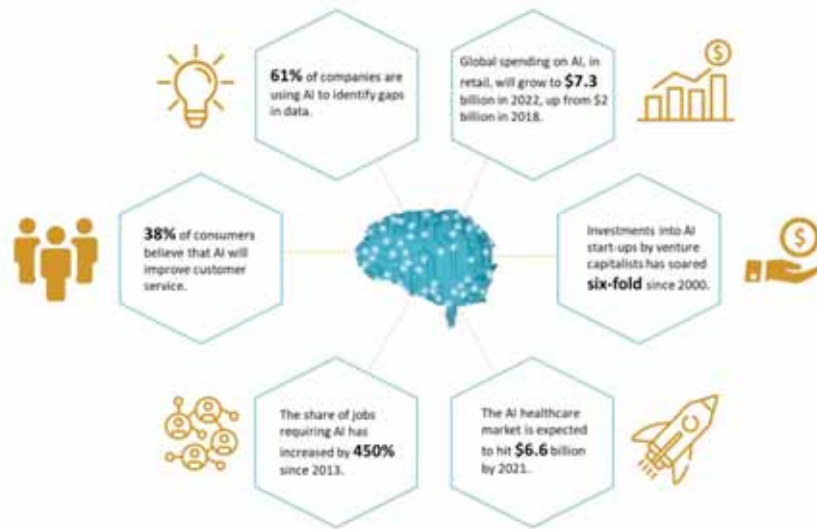 61% of companies are
using AI to identify gaps
in data.
Global spending on AI, in
retail, will grow to $7.3
billion in 2022, up from $2
billion in 2018.
38% of consumers
believe that AI will
improve customer
service.
Investments into AI
start-ups by venture
capitalists has soared
six-fold since 2000.
The share of jobs
requiring AI has
increased by 450%
since 2013.
The AI healthcare
market is expected
to hit $6.6 billion
by 2021.